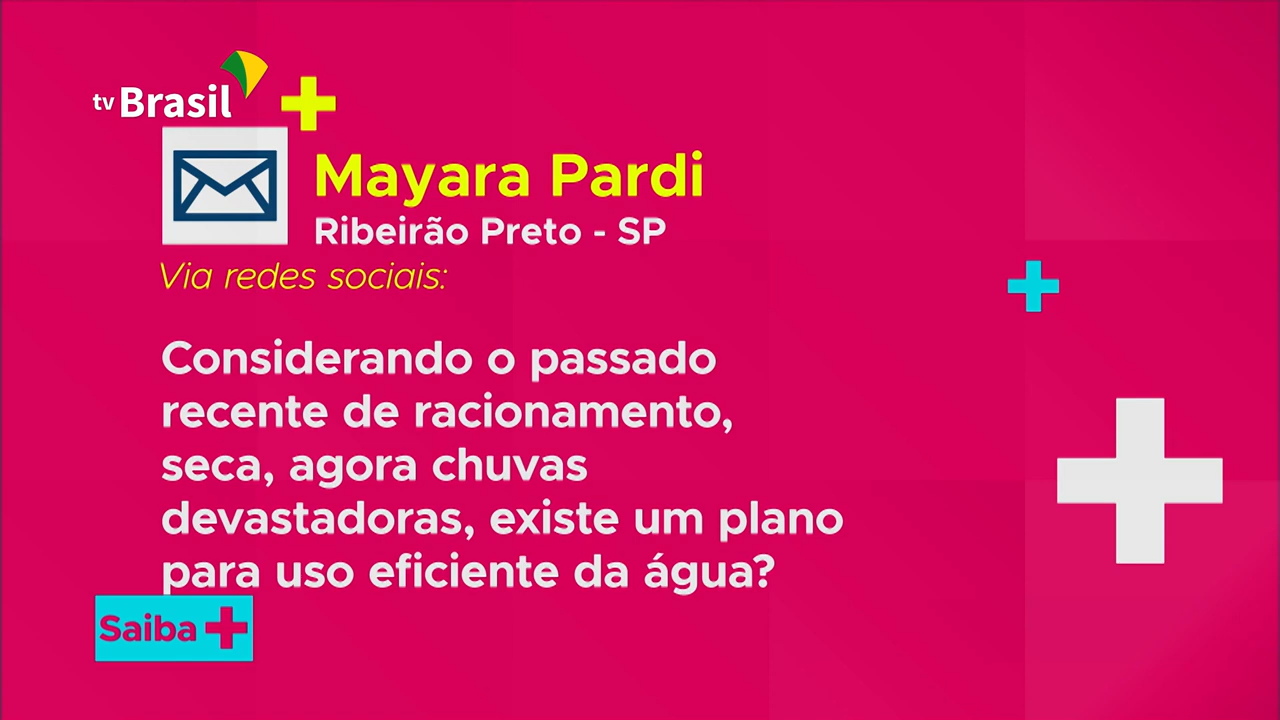 tv Brasil
Mayara Pardi
Ribeirão Preto - SP
Via redes sociais:
Considerando o passado
recente de racionamento,
seca, agora chuvas
devastadoras, existe um plano
para uso eficiente da água?
Saiba +